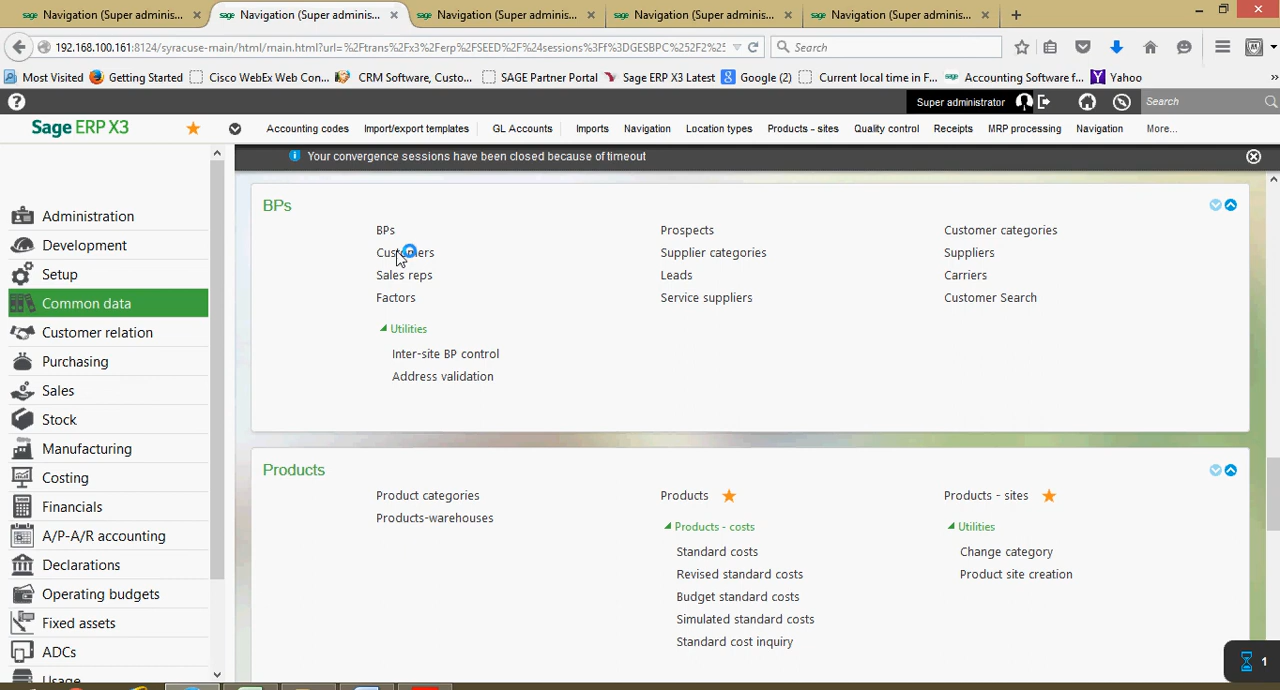 sage Navigation (Super adminis... × sage Navigation (Super adminis... × sage Navigation (Super adminis... × sage Navigation (Super adminis... × sage Navigation (Super adminis... × +
192.168.100.161:8124/syracuse-main/html/main.html?url=%2Ftrans%2Fx3%2Ferp%2FSEED%2F%24sessions%3Ff%3DGESBPC%252F2%25 Search
Most Visited Getting Started Cisco WebEx Web Con... CRM Software, Custo... SAGE Partner Portal Sage ERP X3 Latest Google (2) Current local time in F... Accounting Software f... Yahoo »
? Super administrator Search
Sage ERP X3 Accounting codes Import/export templates GL Accounts Imports Navigation Location types Products - sites Quality control Receipts MRP processing Navigation More...
Your convergence sessions have been closed because of timeout
Administration
Development
Setup
Common data
Customer relation
Purchasing
Sales
Stock
Manufacturing
Costing
Financials
A/P-A/R accounting
Declarations
Operating budgets
Fixed assets
ADCs
Usage
BPs
BPs Prospects Customer categories
Customers Supplier categories Suppliers
Sales reps Leads Carriers
Factors Service suppliers Customer Search
Utilities
Inter-site BP control
Address validation
Products
Product categories Products Products - sites
Products-warehouses Products - costs Utilities
Standard costs Change category
Revised standard costs Product site creation
Budget standard costs
Simulated standard costs
Standard cost inquiry
1